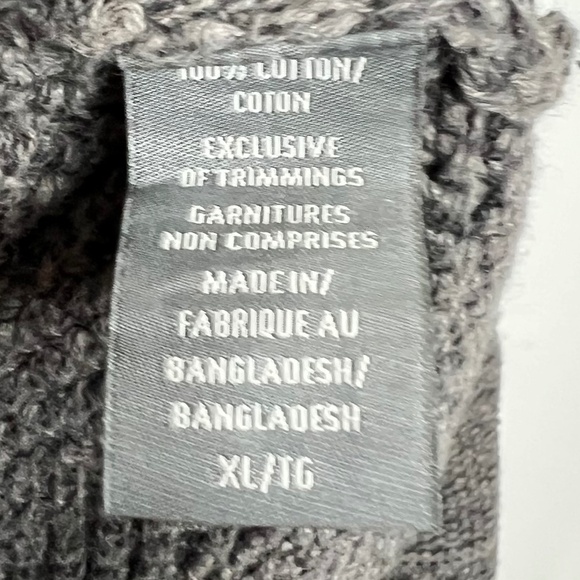 100% COTTON/
COTON
EXCLUSIVE
OF TRIMMINGS
GARNITURES
NON COMPRISES
MADE IN/
FABRIQUE AU
BANGLADESH/
BANGLADESH
XL/TG